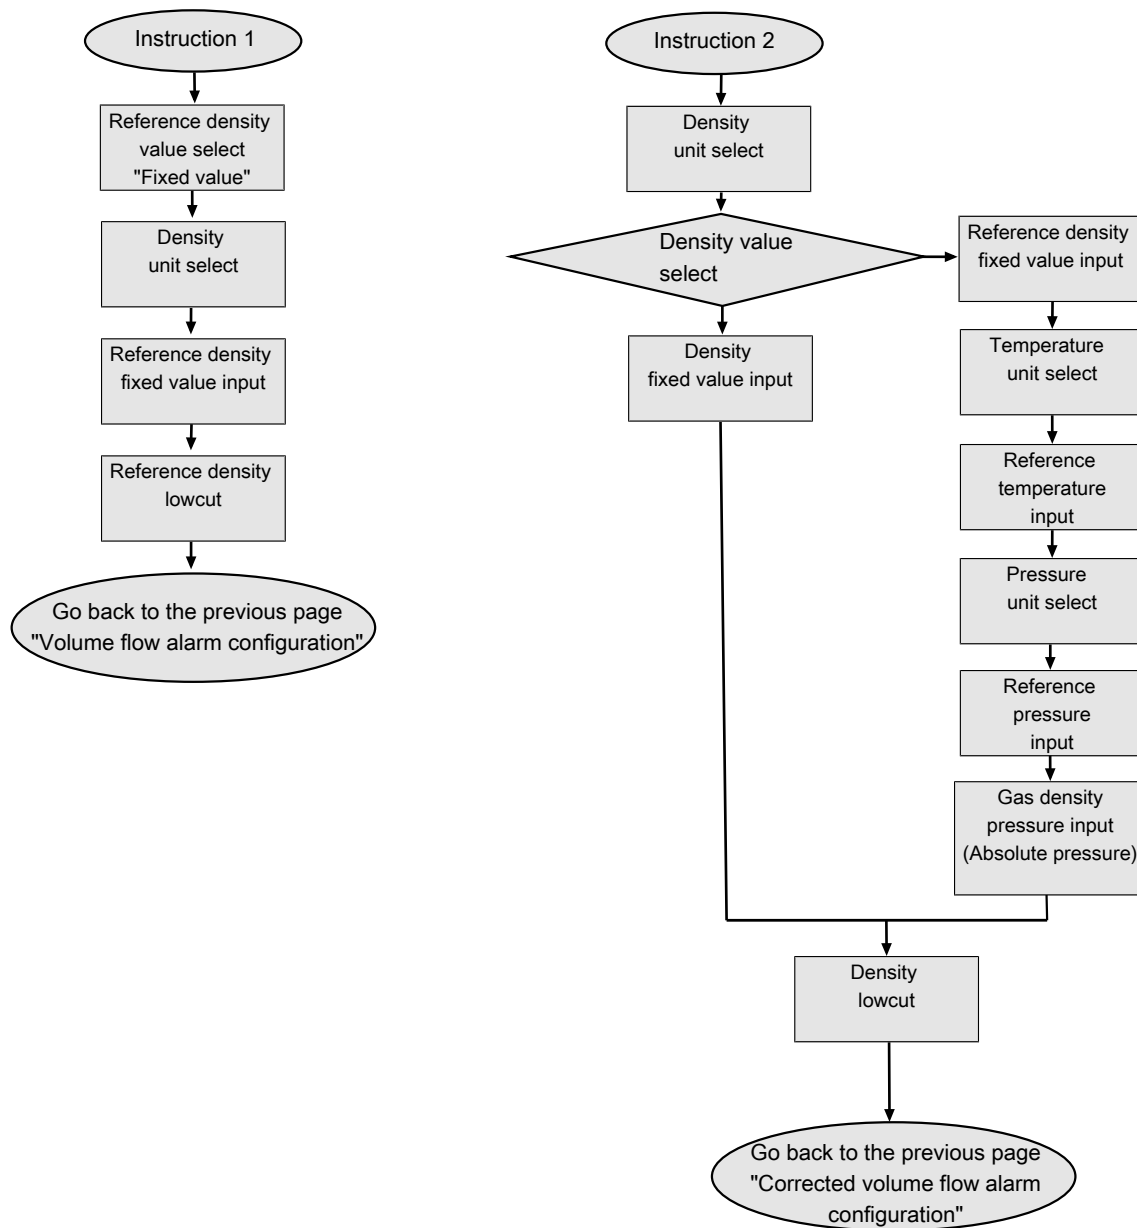 Instruction 1
Reference density
value select
"Fixed value"
Density
unit select
Reference density
fixed value input
Reference density
lowcut
Go back to the previous page
"Volume flow alarm configuration"
Instruction 2
Density
unit select
Density value
select
Density
fixed value input
Reference density
fixed value input
Temperature
unit select
Reference
temperature
input
Pressure
unit select
Reference
pressure
input
Gas density
pressure input
(Absolute pressure)
Density
lowcut
Go back to the previous page
"Corrected volume flow alarm
configuration"